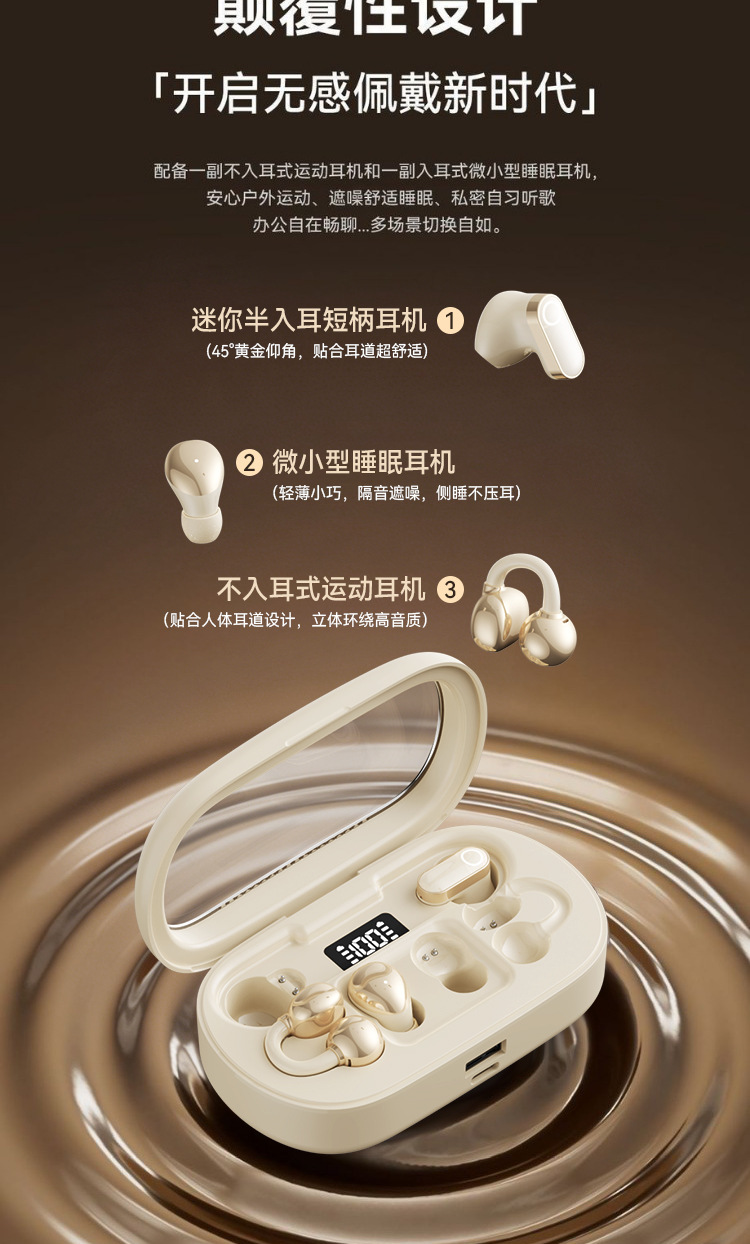 颠覆性设计
「开启无感佩戴新时代」
配备一副不入耳式运动耳机和一副入耳式微小型睡眠耳机，
安心户外运动、遮噪舒适睡眠、私密自习听歌
办公自在畅聊...多场景切换自如。
迷你半入耳短柄耳机 1
(45°黄金仰角，贴合耳道超舒适)
2 微小型睡眠耳机
(轻薄小巧，隔音遮噪，侧睡不压耳)
不入耳式运动耳机 3
(贴合人体耳道设计，立体环绕高音质)
100